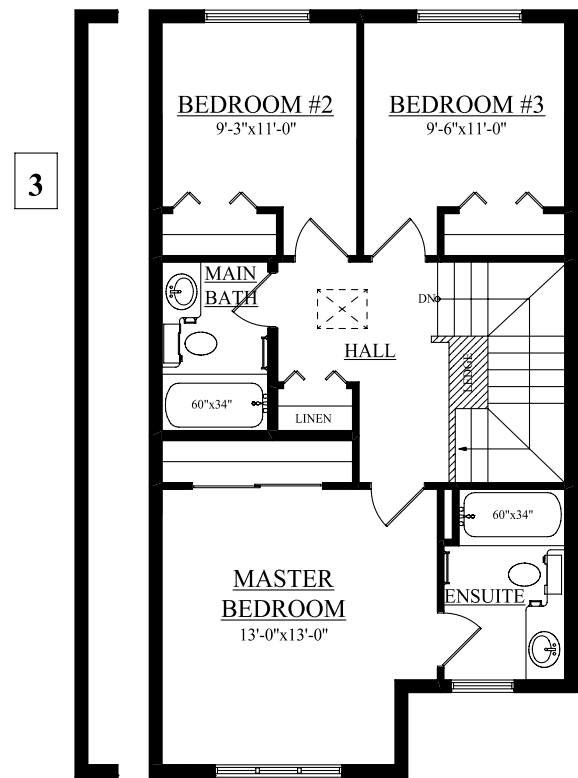 BEDROOM #2
9'-3"x11'-0"
BEDROOM #3
9'-6"x11'-0"
3
MAIN
BATH
DN
HALL
LEDGE
60"x34"
LINEN
60"x34"
MASTER
BEDROOM
13'-0"x13'-0"
ENSUITE